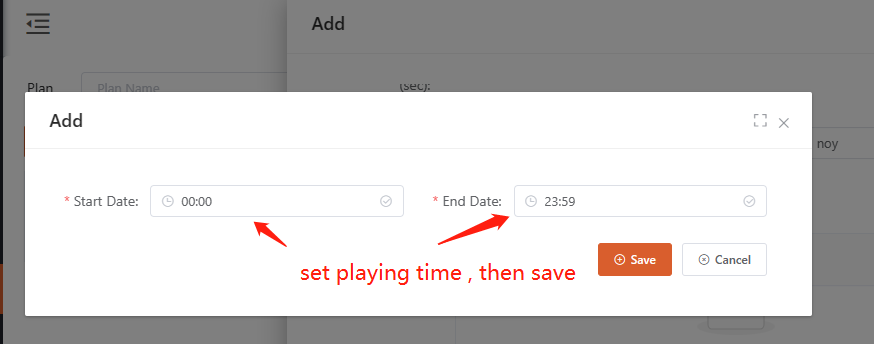 Add
Plan
Plan Name
(sec):
Add
noy
* Start Date:
00:00
* End Date:
23:59
set playing time , then save
Save
Cancel